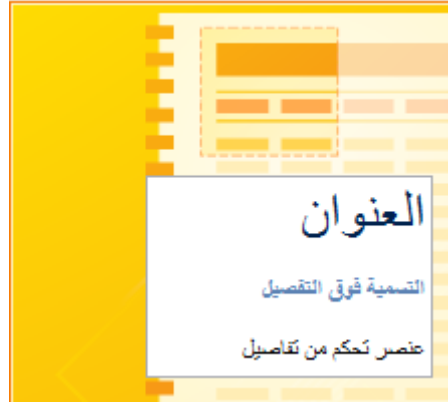 العنوان
التسمية فوق التفصيل
عنصر تحكم من تفاصيل